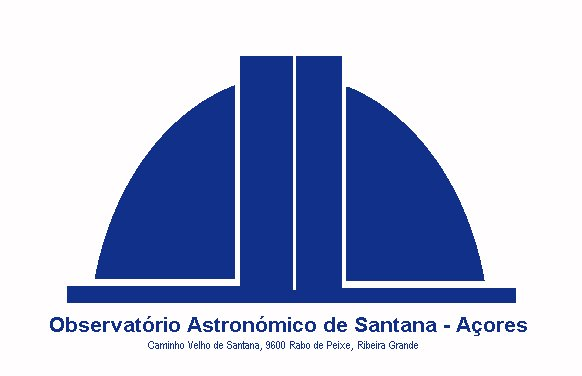 Observatório Astronómico de Santana - Açores
Caminho Velho de Santana, 9600 Rabo de Peixe, Ribeira Grande